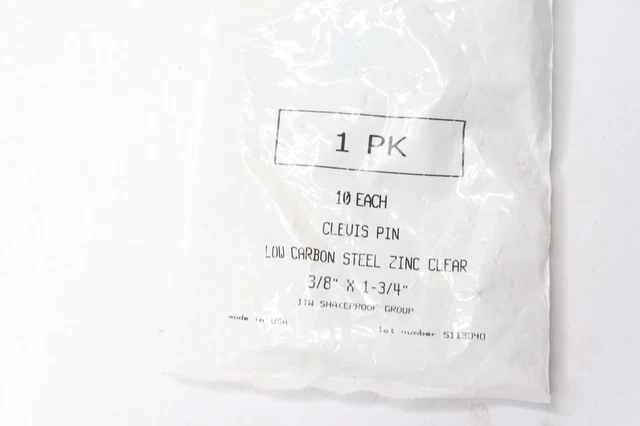 1 PK
10 EACH
CLEVIS PIN
LOW CARBON STEEL ZINC CLEAR
3/8" X 1-3/4"
ITW SHAKEPROOF GROUP
made in USA
lot number S113040